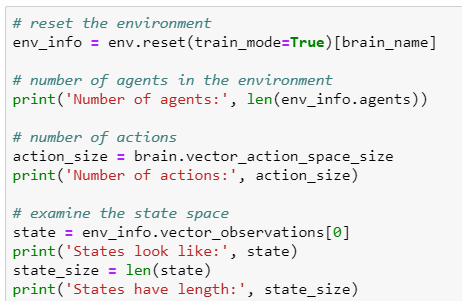 # reset the environment
env_info = env.reset(train_mode=True)[brain_name]
# number of agents in the environment
print('Number of agents:', len(env_info.agents))
# number of actions
action_size = brain.vector_action_space_size
print('Number of actions:', action_size)
# examine the state space
state = env_info.vector_observations[0]
print('States look like:', state)
state_size = len(state)
print('States have length:', state_size)